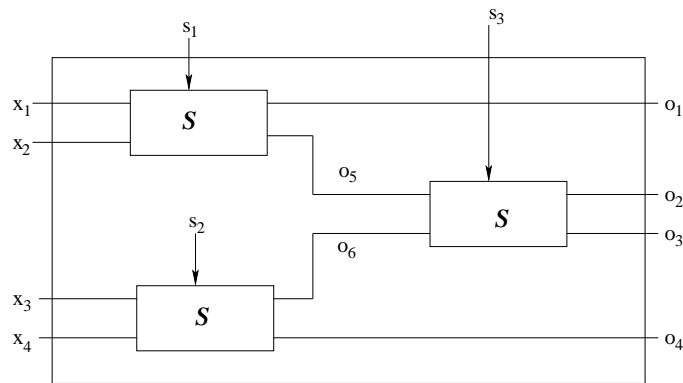 s₁
s₃
x₁
S
o₁
x₂
o₅
S
o₂
s₂
o₃
o₆
x₃
S
x₄
o₄